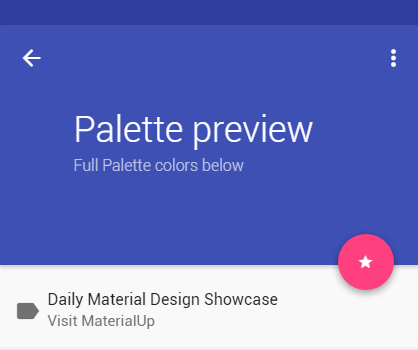 Palette preview
Full Palette colors below
Daily Material Design Showcase
Visit MaterialUp